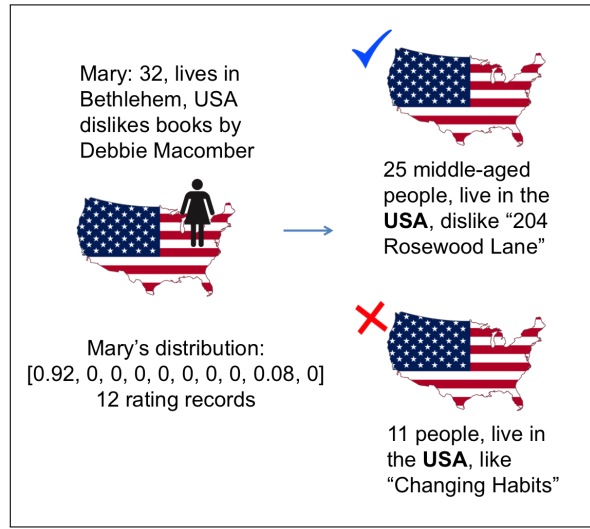 Mary: 32, lives in
Bethlehem, USA
dislikes books by
Debbie Macomber
25 middle-aged
people, live in the
USA, dislike “204
Rosewood Lane”
Mary’s distribution:
[0.92, 0, 0, 0, 0, 0, 0, 0, 0.08, 0]
12 rating records
11 people, live in
the USA, like
“Changing Habits”